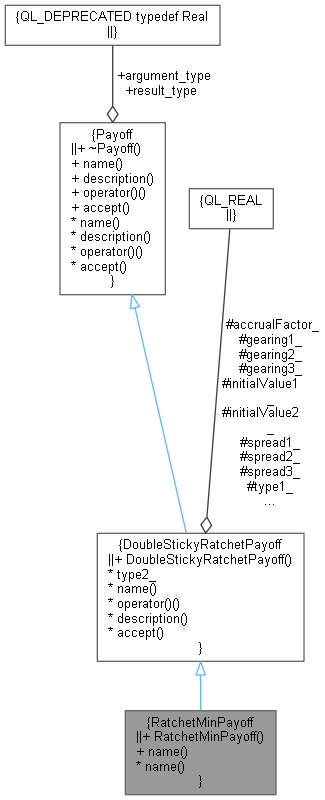 {QL_DEPRECATED typedef Real
||}
+argument_type
+result_type
{Payoff
||+ ~Payoff()
+ name()
+ description()
+ operator()()
+ accept()
* name()
* description()
* operator()()
* accept()
}
{QL_REAL
||}
#accrualFactor_
#gearing1_
#gearing2_
#gearing3_
#initialValue1
_
#initialValue2
_
#spread1_
#spread2_
#spread3_
#type1_
...
{DoubleStickyRatchetPayoff
||+ DoubleStickyRatchetPayoff()
* type2_
* name()
* operator()()
* description()
* accept()
}
{RatchetMinPayoff
||+ RatchetMinPayoff()
+ name()
* name()
}